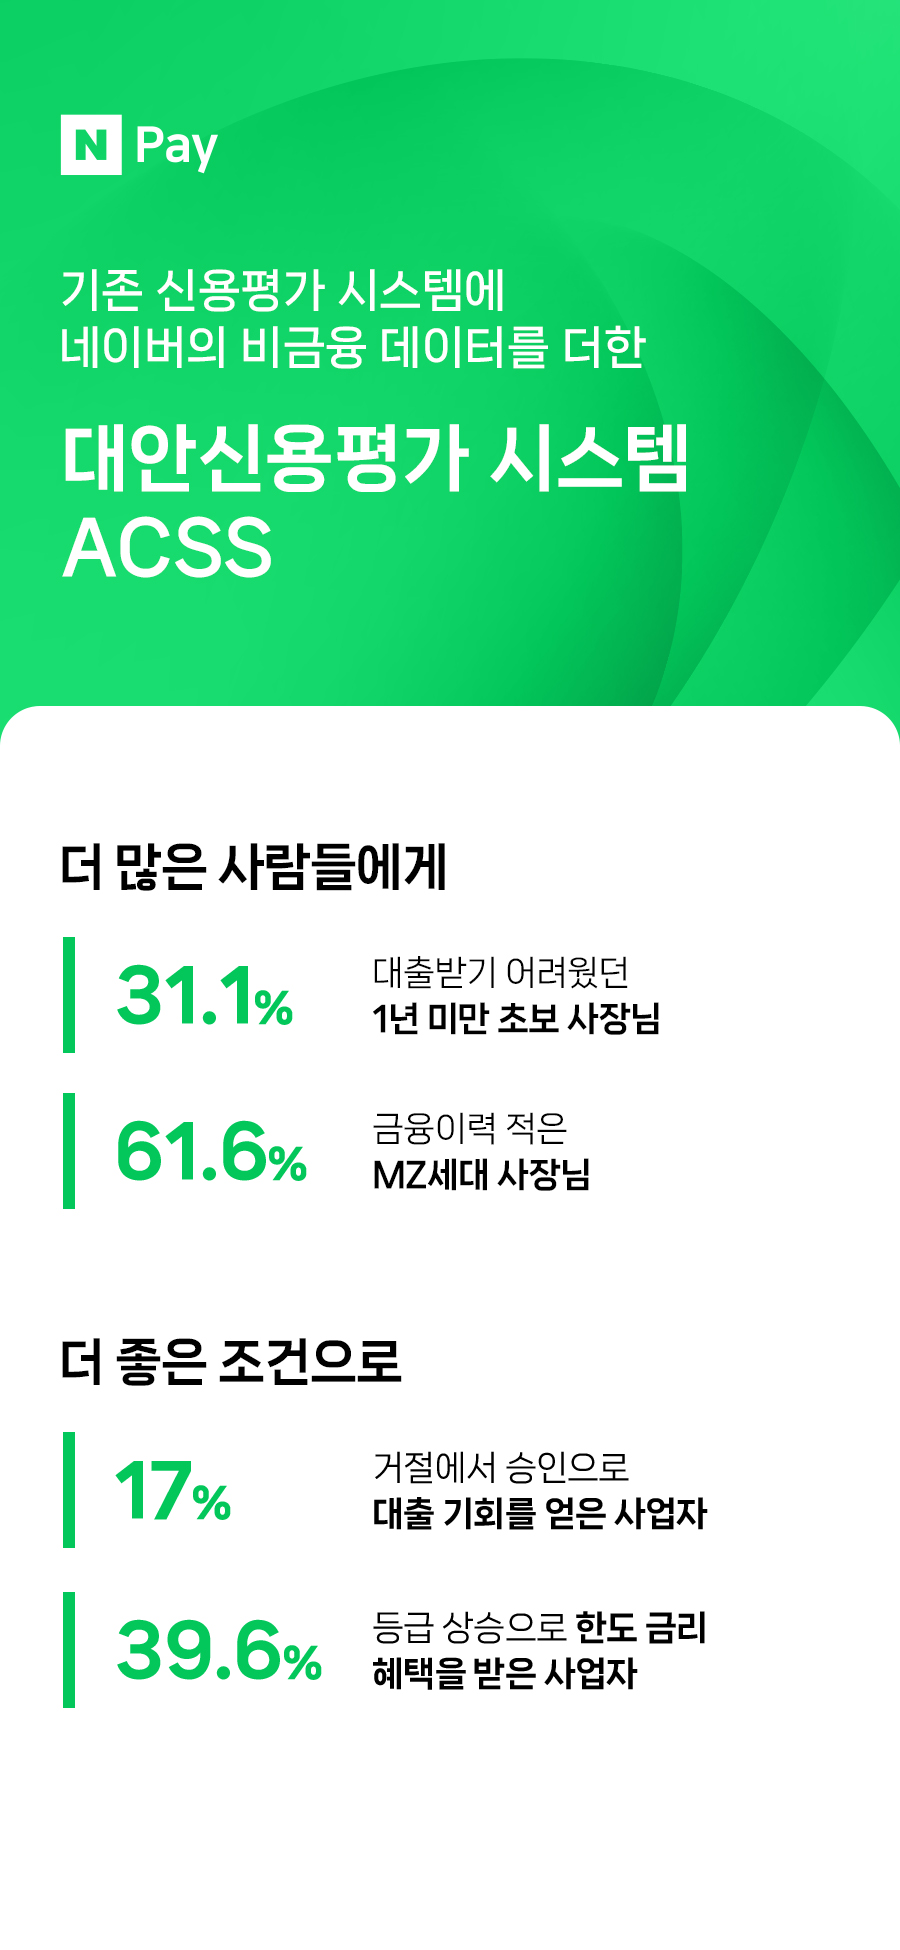 N Pay
기존 신용평가 시스템에
네이버의 비금융 데이터를 더한
대안신용평가 시스템
ACSS
더 많은 사람들에게
31.1%
대출받기 어려웠던
1년 미만 초보 사장님
61.6%
금융이력 적은
MZ세대 사장님
더 좋은 조건으로
17%
거절에서 승인으로
대출 기회를 얻은 사업자
39.6%
등급 상승으로 한도 금리
혜택을 받은 사업자